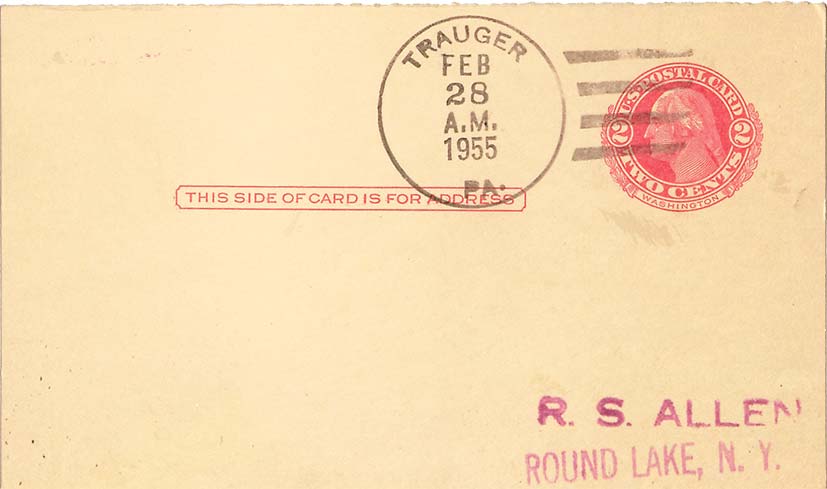 TRAUGER
FEB
28
A.M.
1955
PA.
U.S. POSTAL CARD
2 2
TWO CENTS
WASHINGTON
THIS SIDE OF CARD IS FOR ADDRESS
R. S. ALLEN
ROUND LAKE, N. Y.